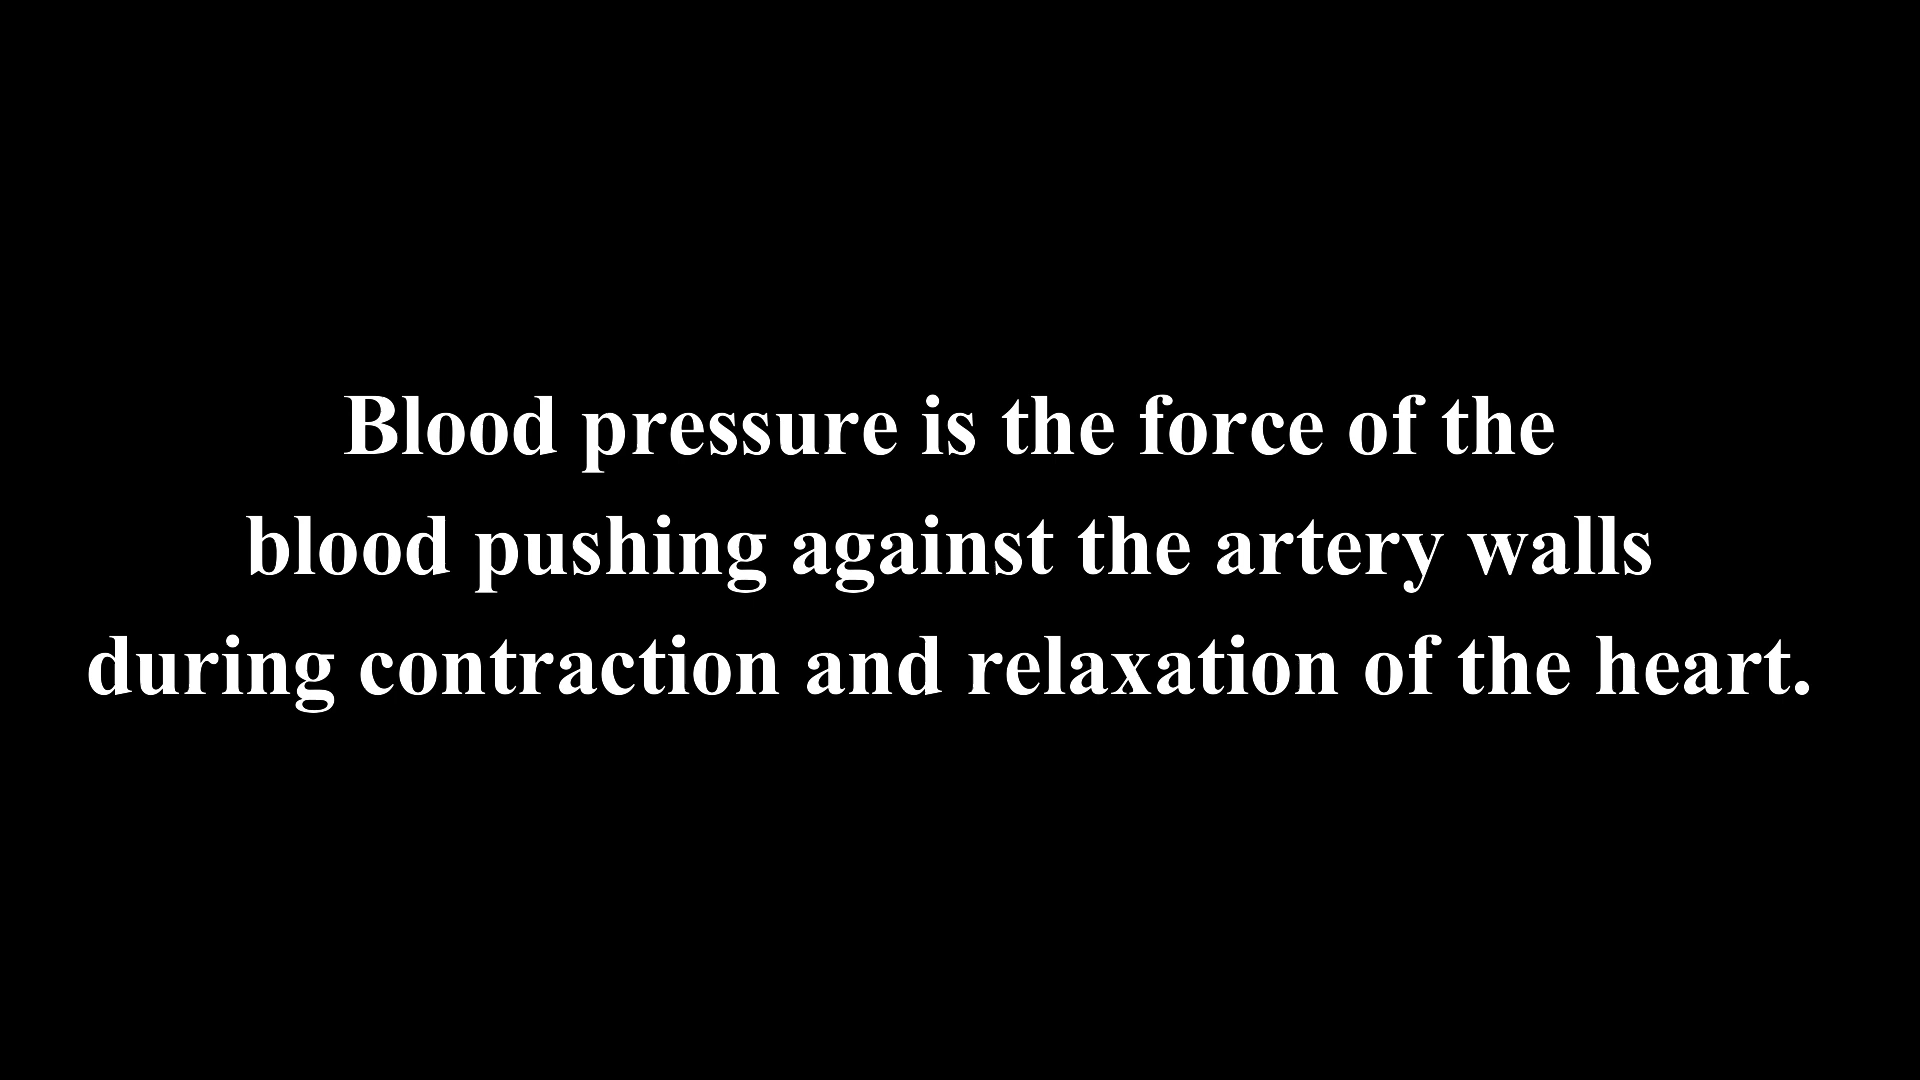 Blood pressure is the force of the
blood pushing against the artery walls
during contraction and relaxation of the heart.